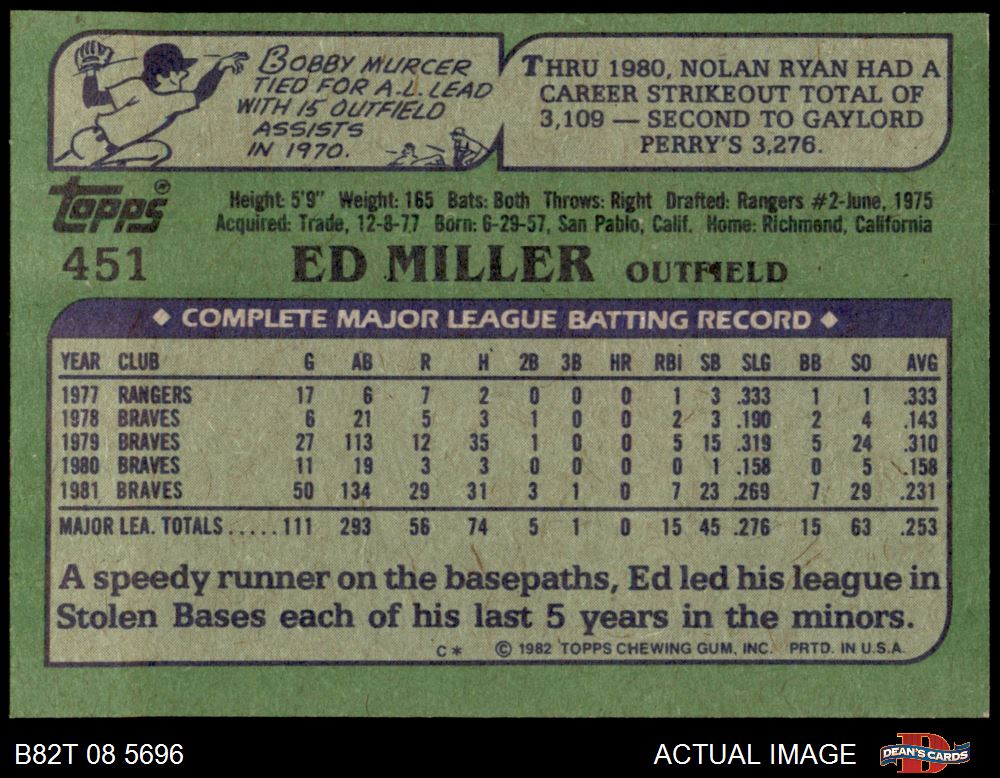 BOBBY MURCER
TIED FOR A.L. LEAD
WITH 15 OUTFIELD
ASSISTS
IN 1970.
THRU 1980, NOLAN RYAN HAD A
CAREER STRIKEOUT TOTAL OF
3,109 — SECOND TO GAYLORD
PERRY'S 3,276.
topps®
Height: 5'9" Weight: 165 Bats: Both Throws: Right Drafted: Rangers #2-June, 1975
Acquired: Trade, 12-8-77 Born: 6-29-57, San Pablo, Calif. Home: Richmond, California
451 ED MILLER OUTFIELD
◆ COMPLETE MAJOR LEAGUE BATTING RECORD ◆
YEAR CLUB G AB R H 2B 3B HR RBI SB SLG BB SO AVG
1977 RANGERS 17 6 7 2 0 0 0 1 3 .333 1 1 .333
1978 BRAVES 6 21 5 3 1 0 0 2 3 .190 2 4 .143
1979 BRAVES 27 113 12 35 1 0 0 5 15 .319 5 24 .310
1980 BRAVES 11 19 3 3 0 0 0 0 1 .158 0 5 .158
1981 BRAVES 50 134 29 31 3 1 0 7 23 .269 7 29 .231
MAJOR LEA. TOTALS.....111 293 56 74 5 1 0 15 45 .276 15 63 .253
A speedy runner on the basepaths, Ed led his league in
Stolen Bases each of his last 5 years in the minors.
C* © 1982 TOPPS CHEWING GUM, INC. PRTD. IN U.S.A.
B82T 08 5696 ACTUAL IMAGE DEAN'S CARDS